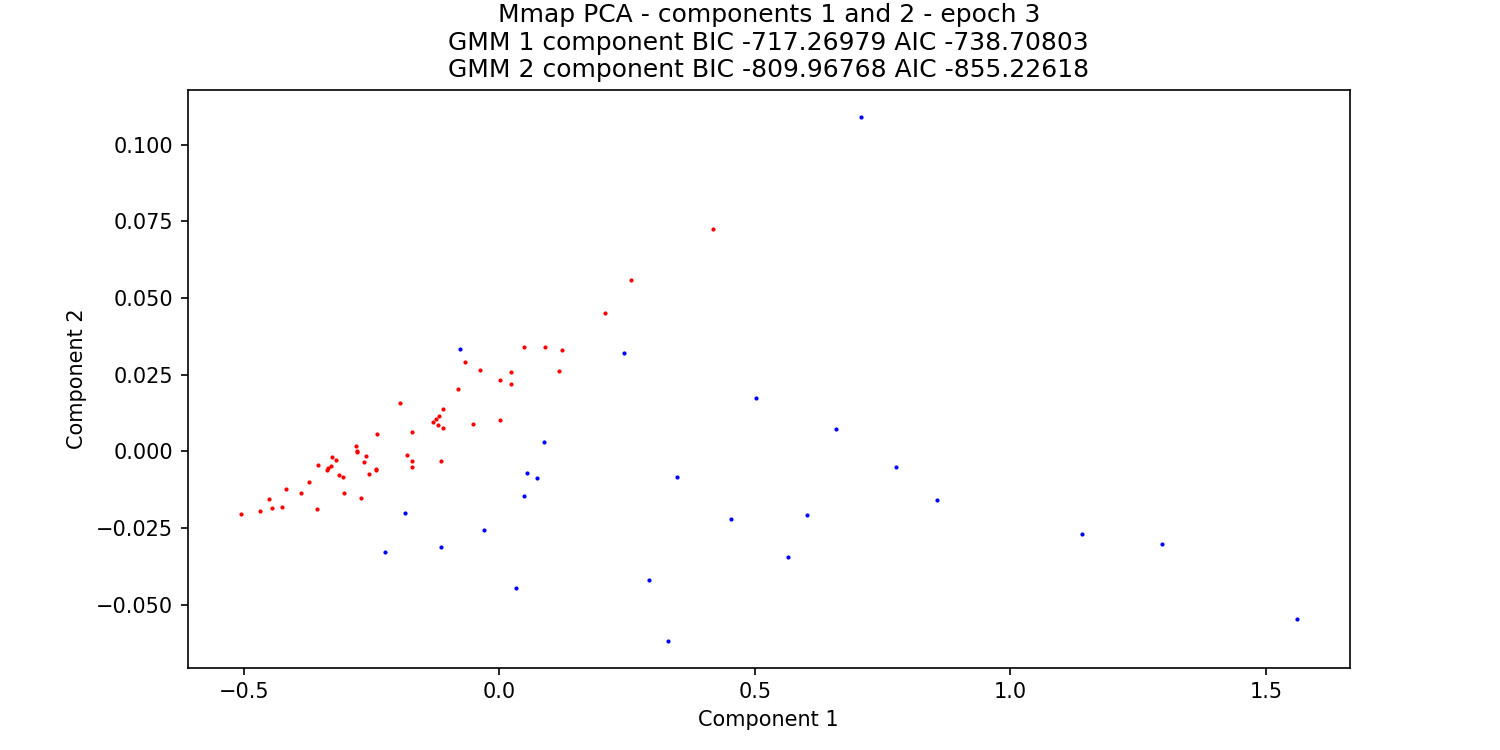 Mmap PCA - components 1 and 2 - epoch 3
GMM 1 component BIC -717.26979 AIC -738.70803
GMM 2 component BIC -809.96768 AIC -855.22618
0.100
0.075
0.050
0.025
0.000
−0.025
−0.050
Component 2
−0.5
0.0
0.5
1.0
1.5
Component 1